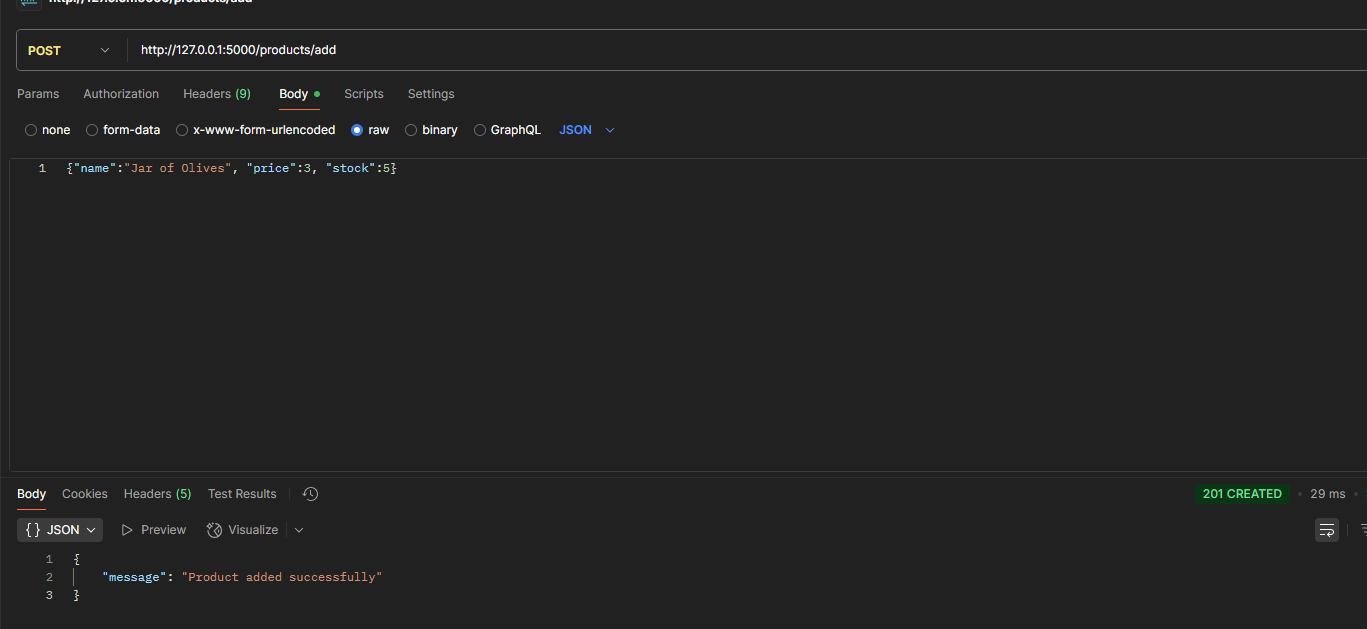 POST http://127.0.0.1:5000/products/add
Params Authorization Headers (9) Body Scripts Settings
none form-data x-www-form-urlencoded raw binary GraphQL JSON
1 {"name":"Jar of Olives", "price":3, "stock":5}
Body Cookies Headers (5) Test Results 201 CREATED • 29 ms •
{} JSON Preview Visualize
1 {
2 "message": "Product added successfully"
3 }